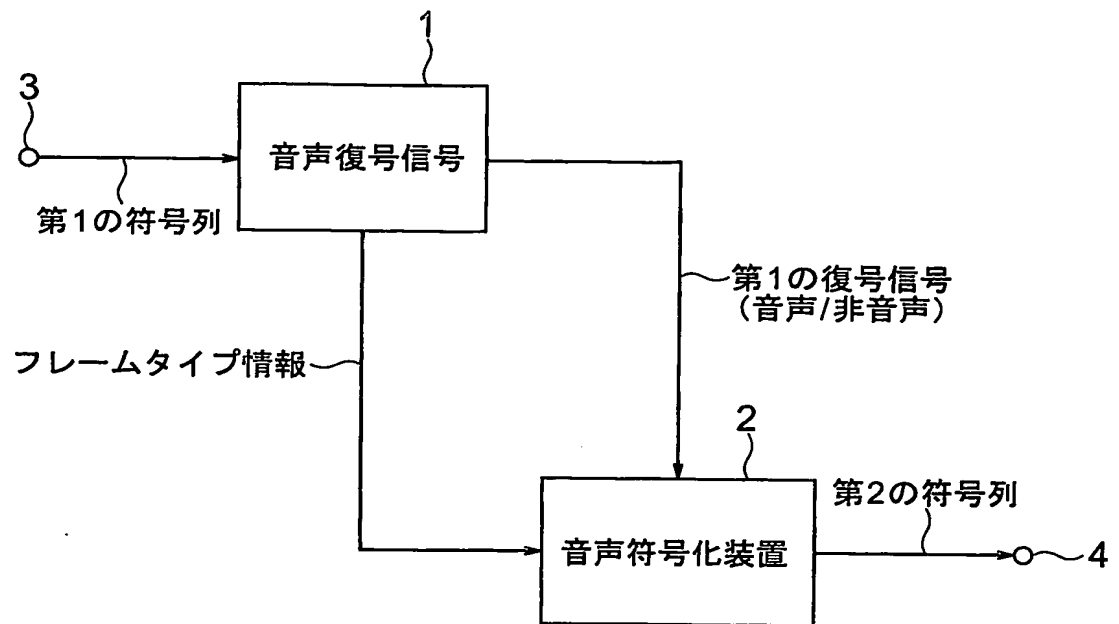 1
3
音声復号信号
第1の符号列
第1の復号信号
（音声/非音声）
フレームタイプ情報
2
第2の符号列
音声符号化装置
4